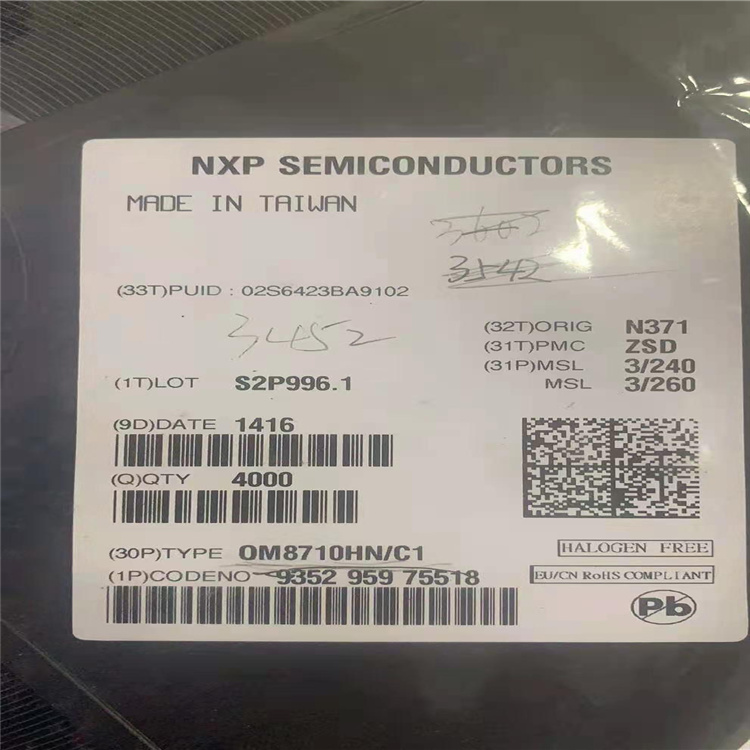 NXP SEMICONDUCTORS
MADE IN TAIWAN
3542
(33T)PUID : 02S6423BA9102
3452
(32T)ORIG N371
(31T)PMC ZSD
(31P)MSL 3/240
MSL 3/260
(1T)LOT S2P996.1
(9D)DATE 1416
(Q)QTY 4000
(30P)TYPE OM8710HN/C1
(1P)CODENO 9352 959 75518
HALOGEN FREE
EU/CN RoHS COMPLIANT
Pb